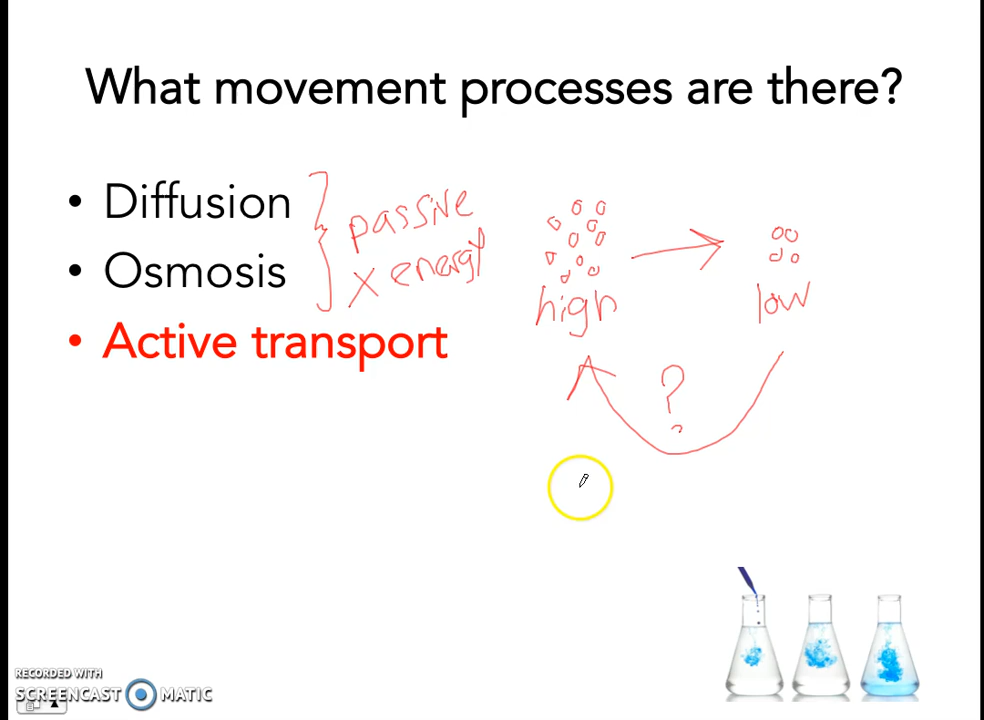 What movement processes are there?
• Diffusion
• Osmosis
• Active transport
passive
X energy
high
low
?
RECORDED WITH
SCREENCAST MATIC